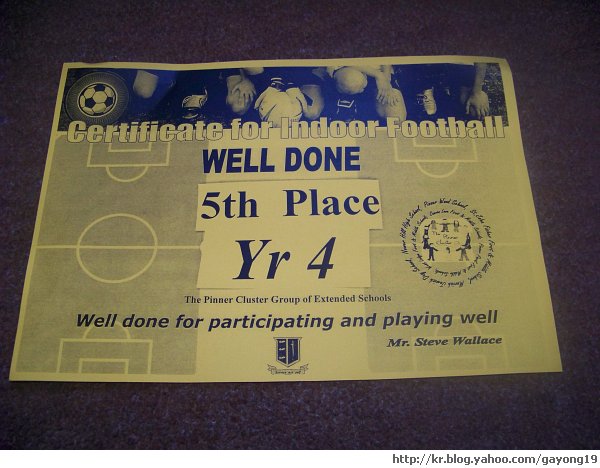 Certificate for Indoor Football
WELL DONE
5th Place
Yr 4
The Pinner Cluster Group of Extended Schools
Well done for participating and playing well
Mr. Steve Wallace
http://kr.blog.yahoo.com/gayong19